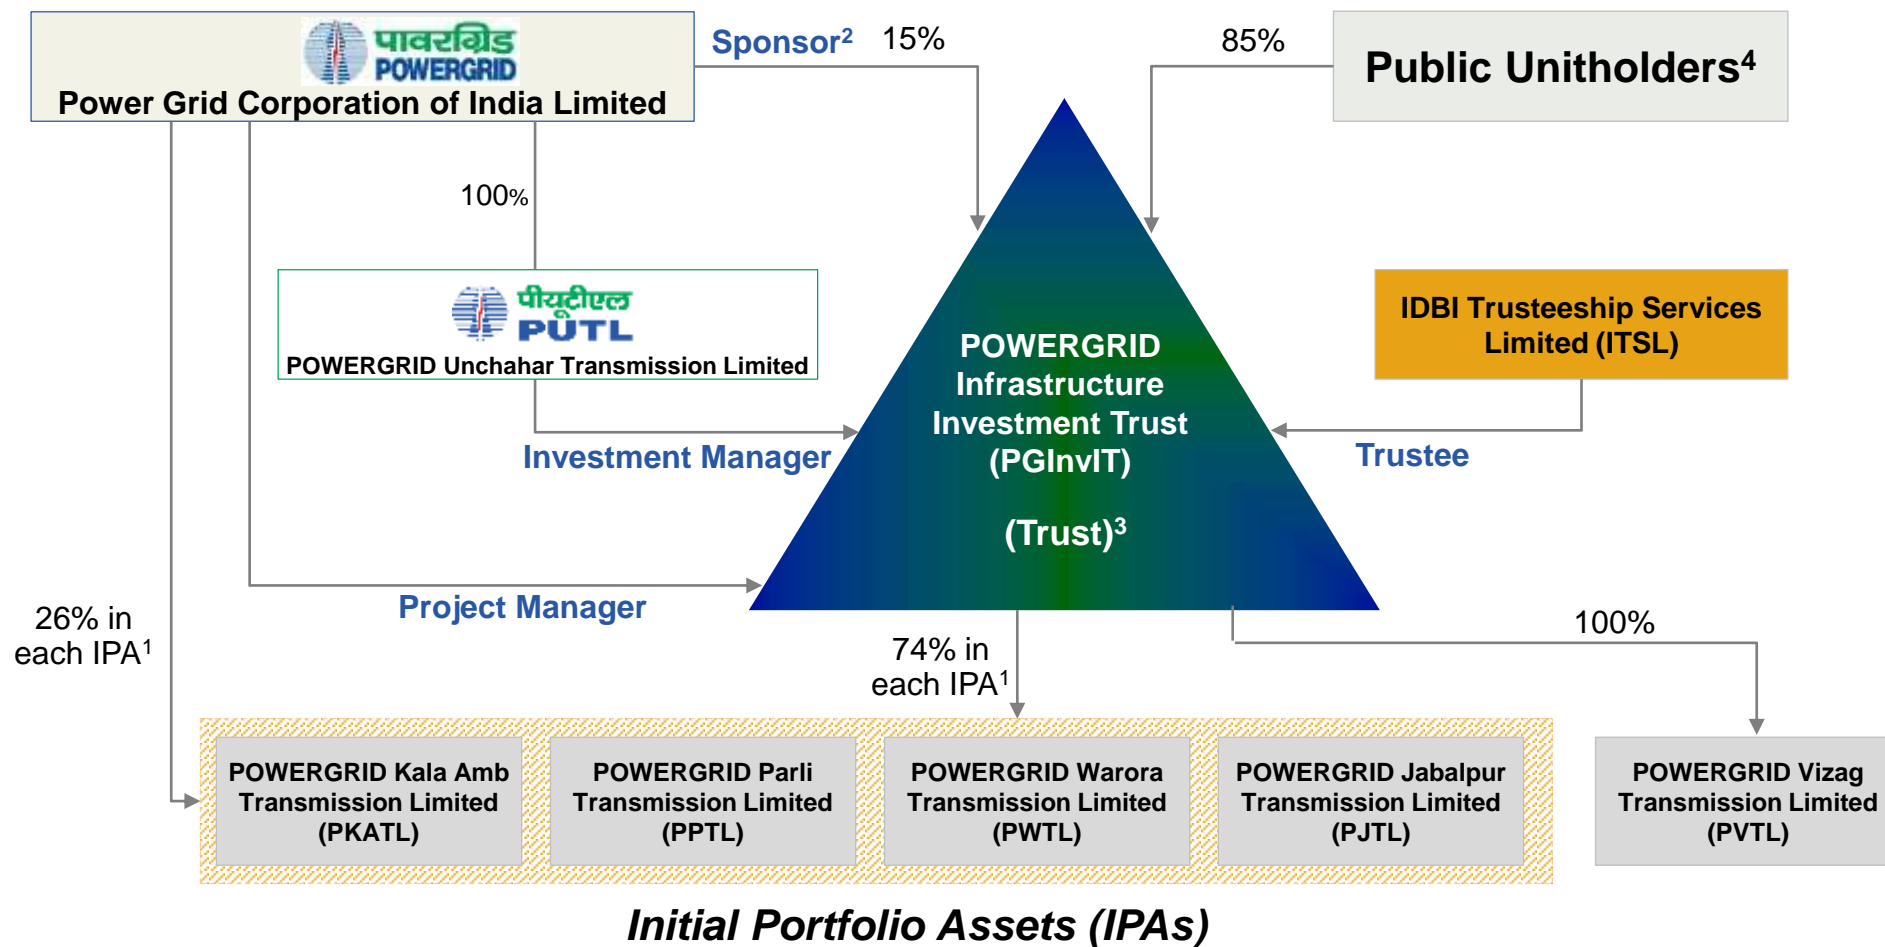 पावरग्रिड
POWERGRID
Power Grid Corporation of India Limited
Sponsor² 15%
85%
Public Unitholders⁴
100%
पीयूटीएल
PUTL
POWERGRID Unchahar Transmission Limited
IDBI Trusteeship Services
Limited (ITSL)
POWERGRID
Infrastructure
Investment Trust
(PGInvIT)
(Trust)³
Investment Manager
Trustee
Project Manager
26% in
each IPA¹
74% in
each IPA¹
100%
POWERGRID Kala Amb
Transmission Limited
(PKATL)
POWERGRID Parli
Transmission Limited
(PPTL)
POWERGRID Warora
Transmission Limited
(PWTL)
POWERGRID Jabalpur
Transmission Limited
(PJTL)
POWERGRID Vizag
Transmission Limited
(PVTL)
Initial Portfolio Assets (IPAs)